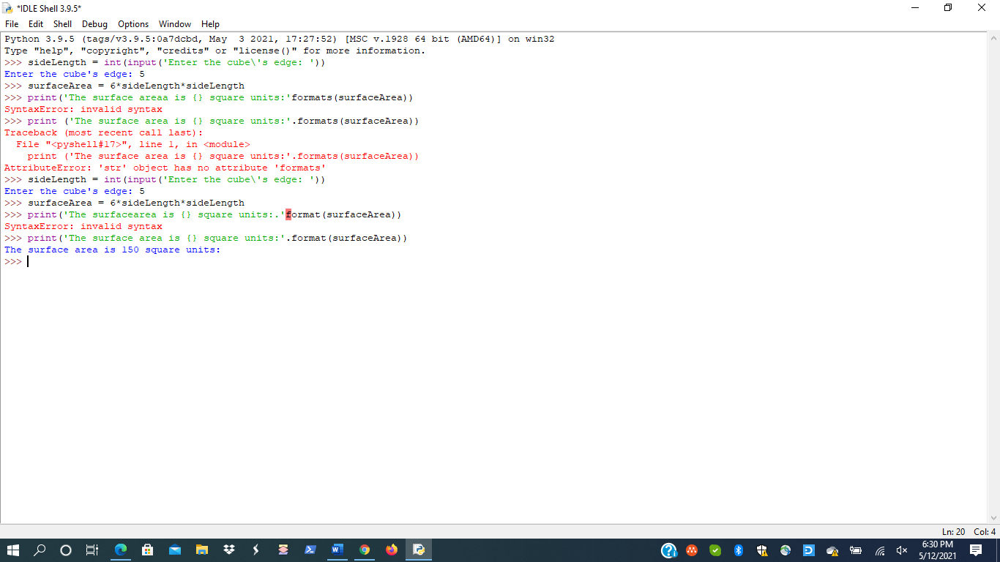 *IDLE Shell 3.9.5*
File Edit Shell Debug Options Window Help
Python 3.9.5 (tags/v3.9.5:0a7dcbd, May  3 2021, 17:27:52) [MSC v.1928 64 bit (AMD64)] on win32
Type "help", "copyright", "credits" or "license()" for more information.
>>> sideLength = int(input('Enter the cube\'s edge: '))
Enter the cube's edge: 5
>>> surfaceArea = 6*sideLength*sideLength
>>> print('The surface areaa is {} square units:'formats(surfaceArea))
SyntaxError: invalid syntax
>>> print ('The surface area is {} square units:'.formats(surfaceArea))
Traceback (most recent call last):
  File "<pyshell#17>", line 1, in <module>
    print ('The surface area is {} square units:'.formats(surfaceArea))
AttributeError: 'str' object has no attribute 'formats'
>>> sideLength = int(input('Enter the cube\'s edge: '))
Enter the cube's edge: 5
>>> surfaceArea = 6*sideLength*sideLength
>>> print('The surfacearea is {} square units:.'format(surfaceArea))
SyntaxError: invalid syntax
>>> print('The surface area is {} square units:'.format(surfaceArea))
The surface area is 150 square units:
>>>
Ln: 20 Col: 4
6:30 PM
5/12/2021